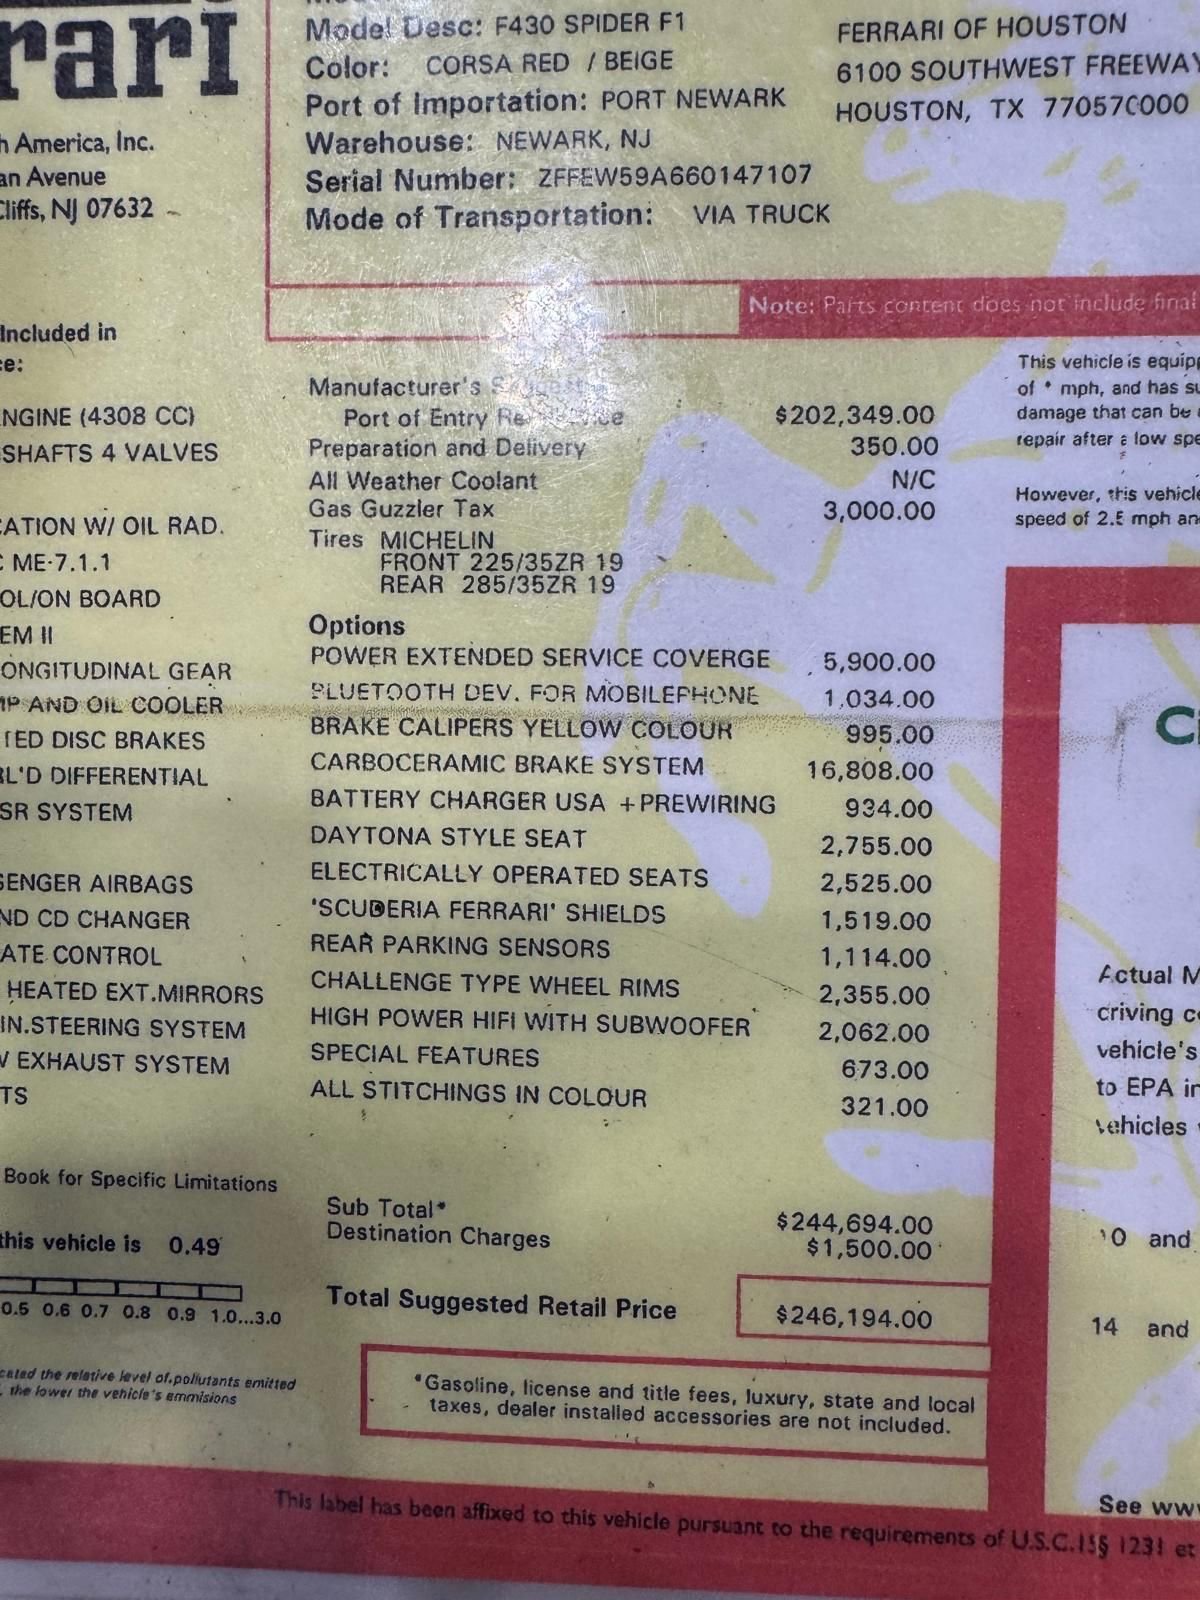 rari
h America, Inc.
an Avenue
Cliffs, NJ 07632
Model Desc: F430 SPIDER F1
Color: CORSA RED / BEIGE
Port of Importation: PORT NEWARK
Warehouse: NEWARK, NJ
Serial Number: ZFFEW59A660147107
Mode of Transportation: VIA TRUCK
FERRARI OF HOUSTON
6100 SOUTHWEST FREEWAY
HOUSTON, TX 770570000
Note: Parts content does not include final
Included in
ce:
NGINE (4308 CC)
SHAFTS 4 VALVES
CATION W/ OIL RAD.
C ME-7.1.1
OL/ON BOARD
EM II
ONGITUDINAL GEAR
MP AND OIL COOLER
TED DISC BRAKES
RL'D DIFFERENTIAL
SR SYSTEM
SENGER AIRBAGS
ND CD CHANGER
ATE CONTROL
HEATED EXT.MIRRORS
IN.STEERING SYSTEM
W EXHAUST SYSTEM
TS
Book for Specific Limitations
this vehicle is 0.49
0.5 0.6 0.7 0.8 0.9 1.0...3.0
cated the relative level of pollutants emitted
, the lower the vehicle's emmisions
Manufacturer's
Port of Entry $202,349.00
Preparation and Delivery 350.00
All Weather Coolant N/C
Gas Guzzler Tax 3,000.00
Tires MICHELIN
FRONT 225/35ZR 19
REAR 285/35ZR 19
Options
POWER EXTENDED SERVICE COVERGE 5,900.00
BLUETOOTH DEV. FOR MOBILEPHONE 1,034.00
BRAKE CALIPERS YELLOW COLOUR 995.00
CARBOCERAMIC BRAKE SYSTEM 16,808.00
BATTERY CHARGER USA +PREWIRING 934.00
DAYTONA STYLE SEAT 2,755.00
ELECTRICALLY OPERATED SEATS 2,525.00
'SCUDERIA FERRARI' SHIELDS 1,519.00
REAR PARKING SENSORS 1,114.00
CHALLENGE TYPE WHEEL RIMS 2,355.00
HIGH POWER HIFI WITH SUBWOOFER 2,062.00
SPECIAL FEATURES 673.00
ALL STITCHINGS IN COLOUR 321.00
Sub Total* $244,694.00
Destination Charges $1,500.00
Total Suggested Retail Price $246,194.00
*Gasoline, license and title fees, luxury, state and local
taxes, dealer installed accessories are not included.
This vehicle is equipp
of * mph, and has su
damage that can be a
repair after a low spe
However, this vehicle
speed of 2.5 mph and
Actual M
driving co
vehicle's
to EPA in
vehicles
10 and
14 and
See www
This label has been affixed to this vehicle pursuant to the requirements of U.S.C.15§ 1231 et